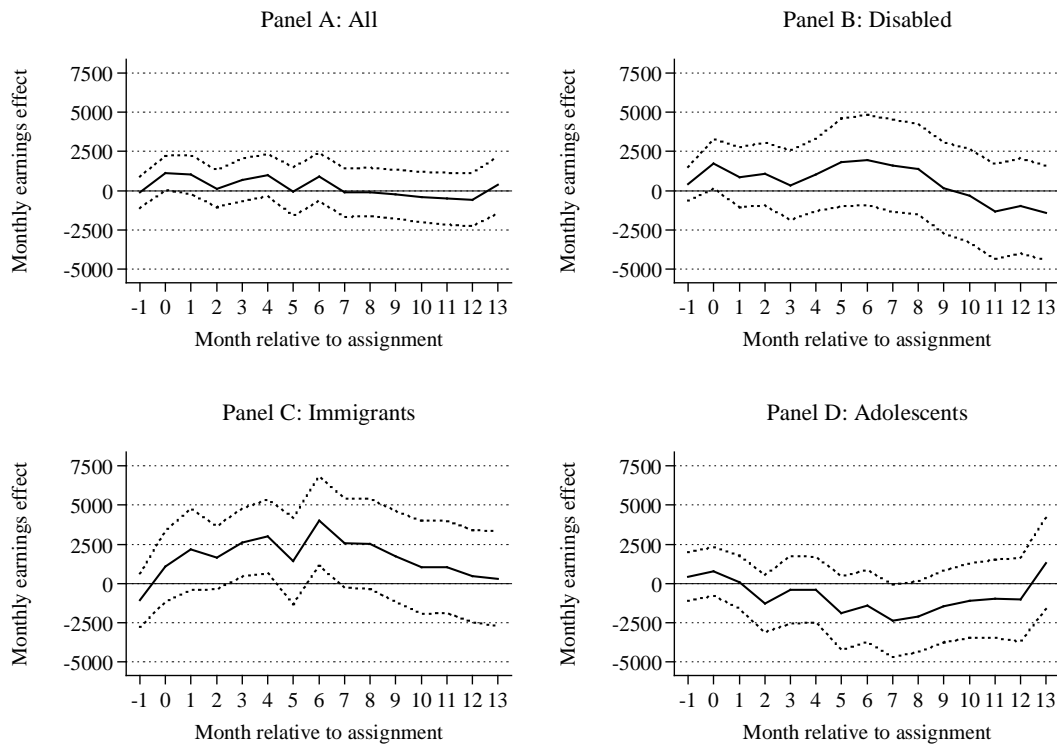 Panel A: All
Monthly earnings effect
7500
5000
2500
0
-2500
-5000
-1 0 1 2 3 4 5 6 7 8 9 10 11 12 13
Month relative to assignment
Panel B: Disabled
Monthly earnings effect
7500
5000
2500
0
-2500
-5000
-1 0 1 2 3 4 5 6 7 8 9 10 11 12 13
Month relative to assignment
Panel C: Immigrants
Monthly earnings effect
7500
5000
2500
0
-2500
-5000
-1 0 1 2 3 4 5 6 7 8 9 10 11 12 13
Month relative to assignment
Panel D: Adolescents
Monthly earnings effect
7500
5000
2500
0
-2500
-5000
-1 0 1 2 3 4 5 6 7 8 9 10 11 12 13
Month relative to assignment